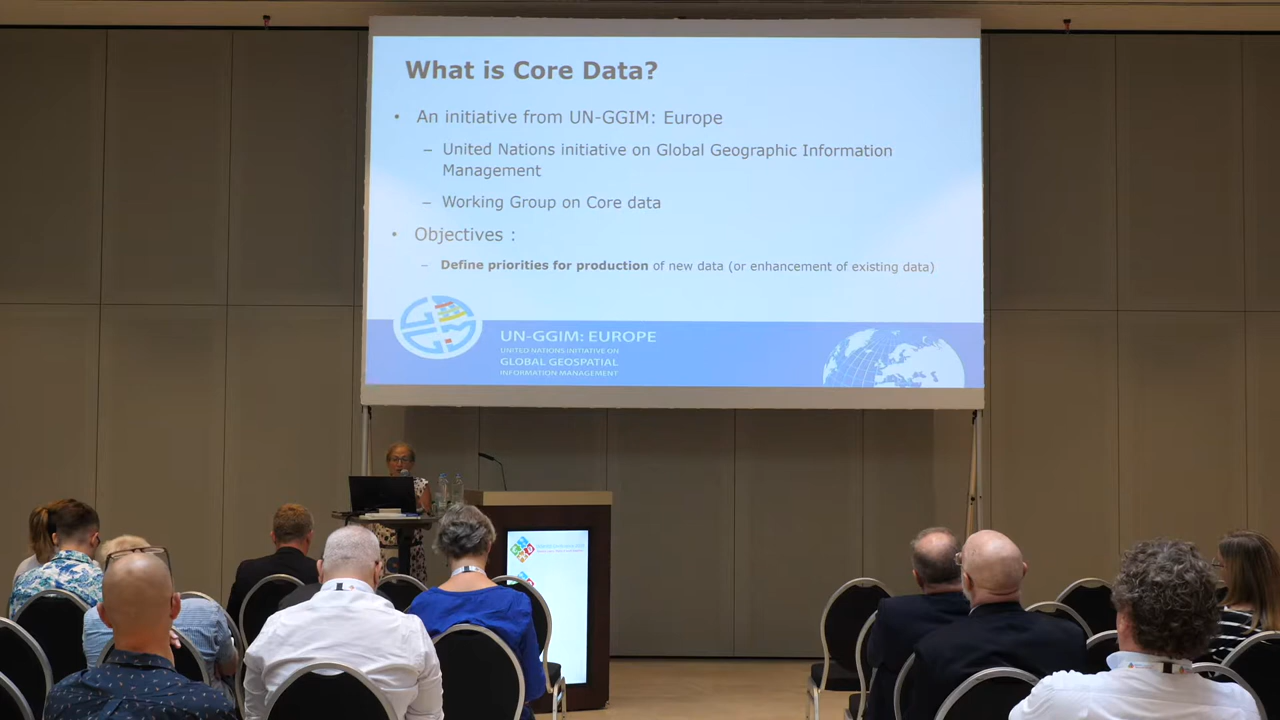 What is Core Data?
• An initiative from UN-GGIM: Europe
– United Nations initiative on Global Geographic Information
Management
– Working Group on Core data
• Objectives :
– Define priorities for production of new data (or enhancement of existing data)
UN-GGIM: EUROPE
UNITED NATIONS INITIATIVE ON
GLOBAL GEOSPATIAL
INFORMATION MANAGEMENT